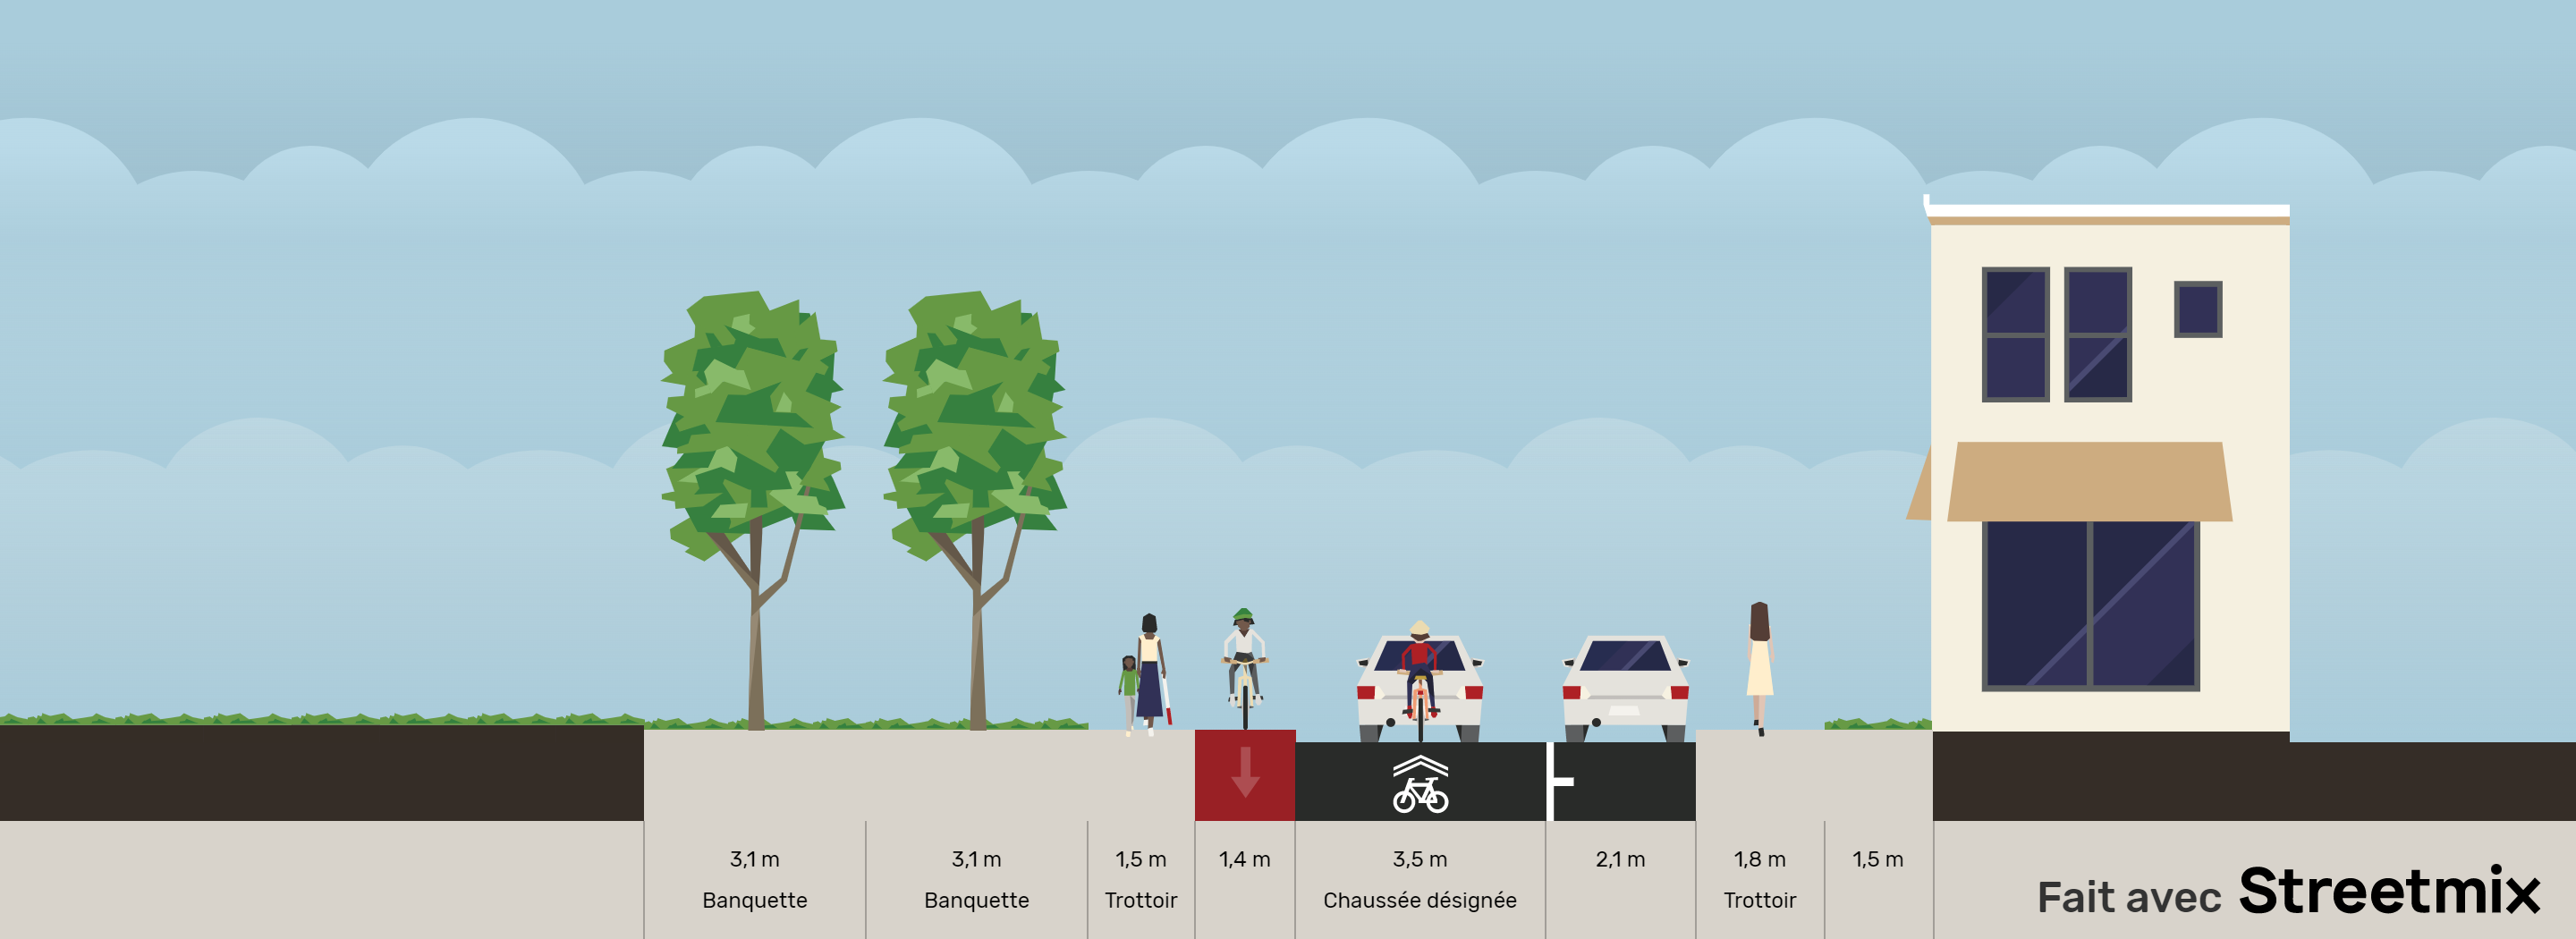 3,1 m
Banquette
3,1 m
Banquette
1,5 m
Trottoir
1,4 m
3,5 m
Chaussée désignée
2,1 m
1,8 m
Trottoir
1,5 m
Fait avec Streetmix